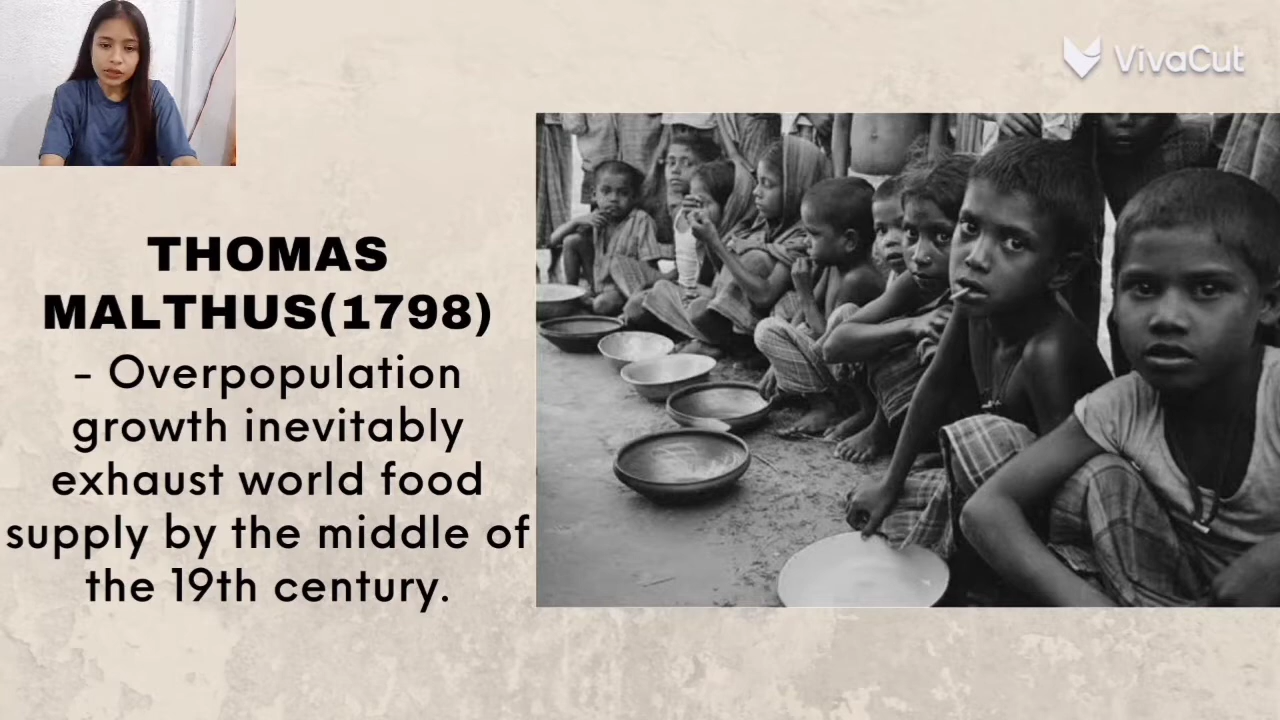 VivaCut
THOMAS
MALTHUS(1798)
- Overpopulation
growth inevitably
exhaust world food
supply by the middle of
the 19th century.